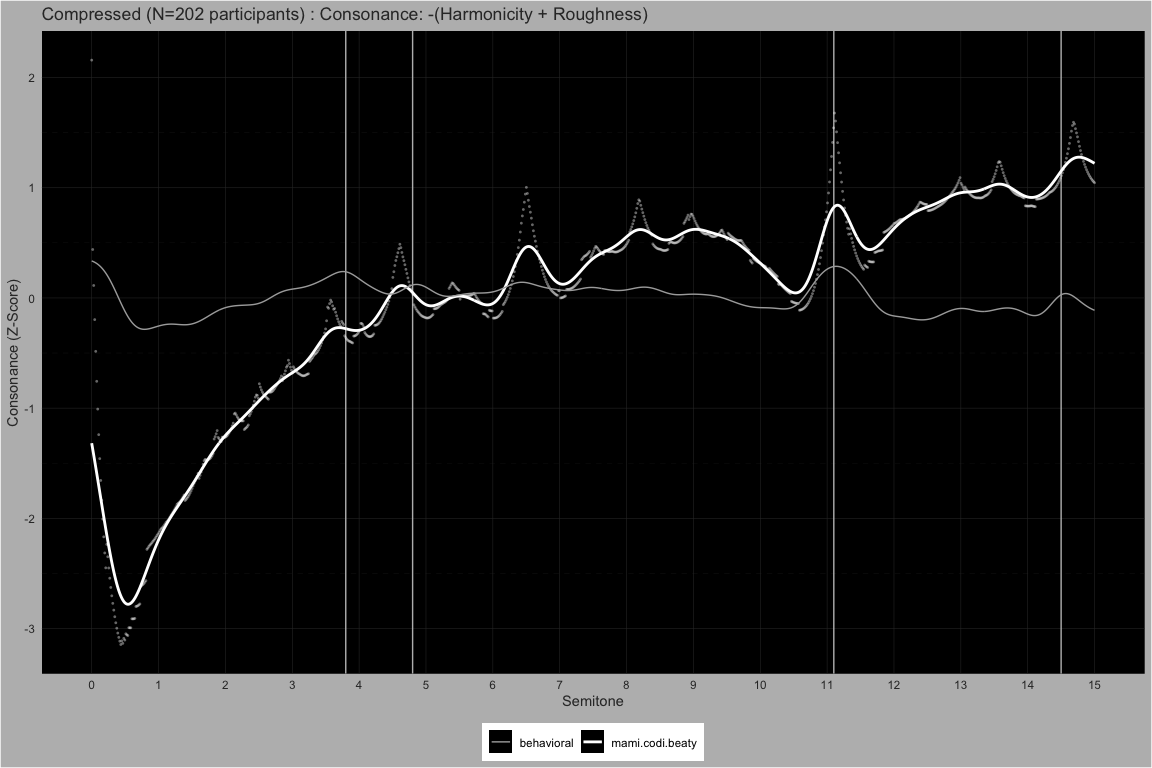 Compressed (N=202 participants) : Consonance: -(Harmonicity + Roughness)
Consonance (Z-Score)
2
1
0
-1
-2
-3
0 1 2 3 4 5 6 7 8 9 10 11 12 13 14 15
Semitone
behavioral mami.codi.beaty